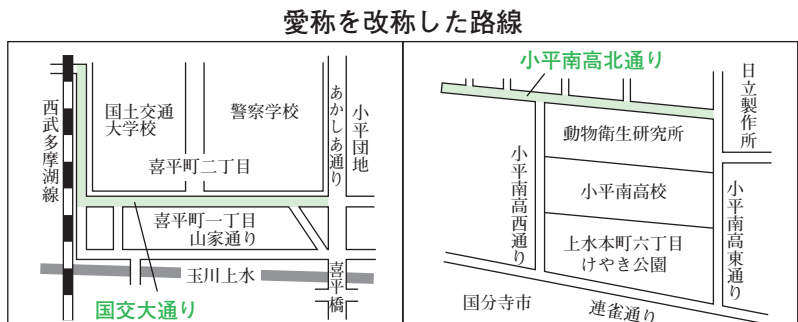 愛称を改称した路線
西武多摩湖線
国土交通
大学校
警察学校
あかしあ通り
小平団地
喜平町二丁目
喜平町一丁目
山家通り
玉川上水
喜平橋
国交大通り
小平南高北通り
日立製作所
動物衛生研究所
小平南高西通り
小平南高校
小平南高東通り
上水本町六丁目
けやき公園
国分寺市
連雀通り